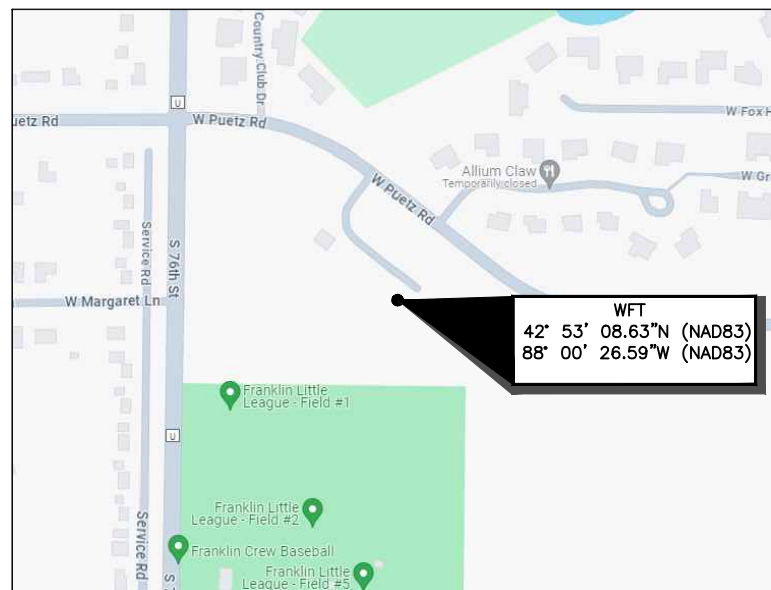 Country Club Dr
U
uetz Rd
W Puetz Rd
W Fox H
Allium Claw
Temporarily closed
W Gr
W Puetz Rd
Service Rd
S 76th St
W Margaret Ln
WFT
42° 53' 08.63"N (NAD83)
88° 00' 26.59"W (NAD83)
Franklin Little
League - Field #1
U
Franklin Little
League - Field #2
Service Rd
Franklin Crew Baseball
Franklin Little
League - Field #5
S 7